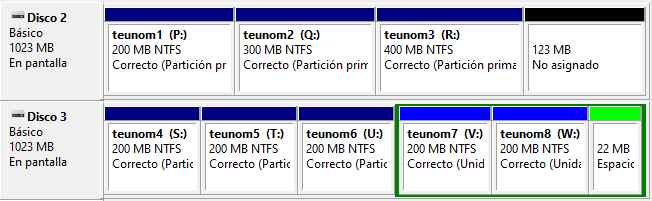 Disco 2
Básico
1023 MB
En pantalla
teunom1 (P:)
200 MB NTFS
Correcto (Partición pr
teunom2 (Q:)
300 MB NTFS
Correcto (Partición prim
teunom3 (R:)
400 MB NTFS
Correcto (Partición prima
123 MB
No asignado
Disco 3
Básico
1023 MB
En pantalla
teunom4 (S:)
200 MB NTFS
Correcto (Partic
teunom5 (T:)
200 MB NTFS
Correcto (Partic
teunom6 (U:)
200 MB NTFS
Correcto (Partic
teunom7 (V:)
200 MB NTFS
Correcto (Unid
teunom8 (W:)
200 MB NTFS
Correcto (Unida
22 MB
Espacio